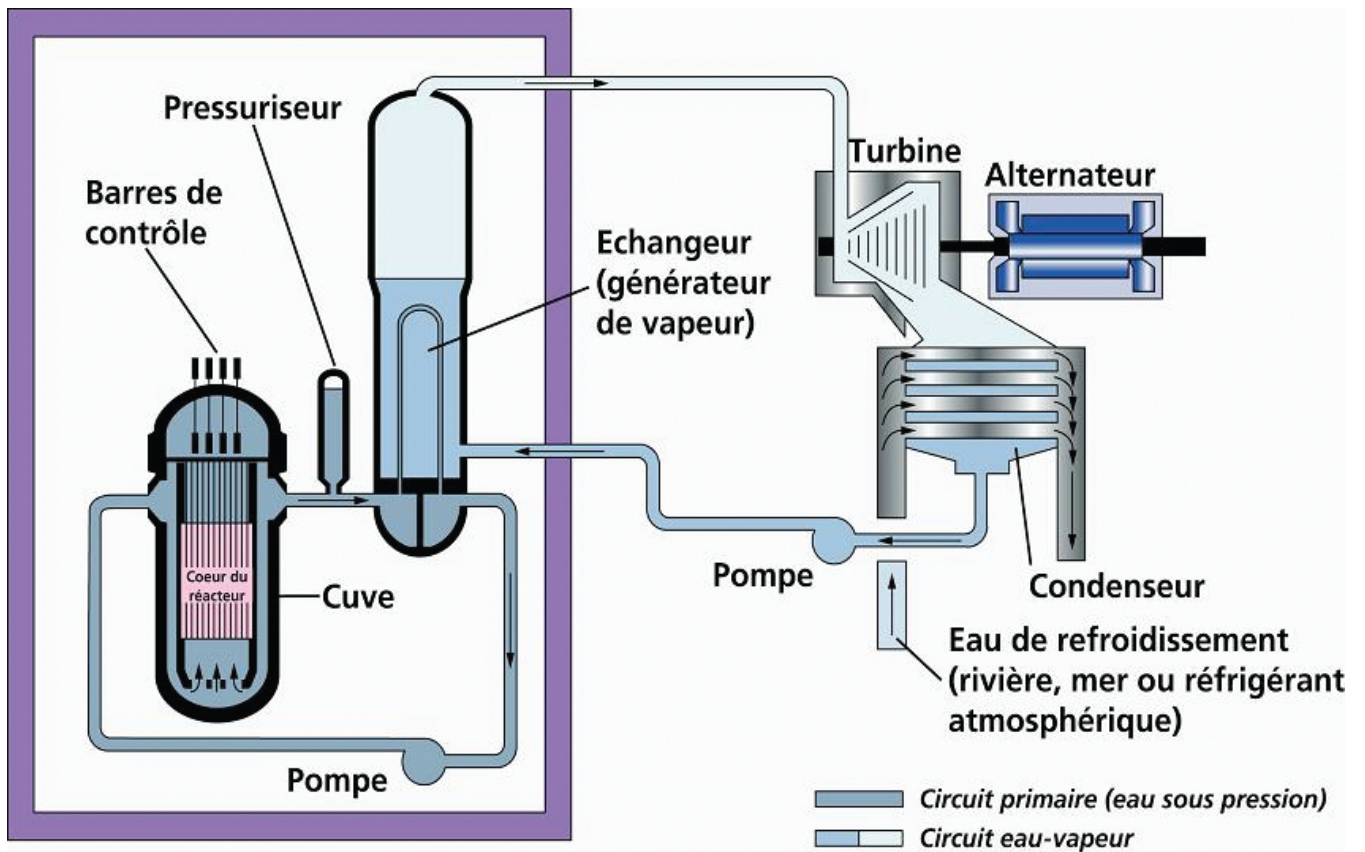 Pressuriseur
Barres de
contrôle
Echangeur
(générateur
de vapeur)
Turbine
Alternateur
Coeur du
réacteur
Cuve
Pompe
Pompe
Condenseur
Eau de refroidissement
(rivière, mer ou réfrigérant
atmosphérique)
Circuit primaire (eau sous pression)
Circuit eau-vapeur